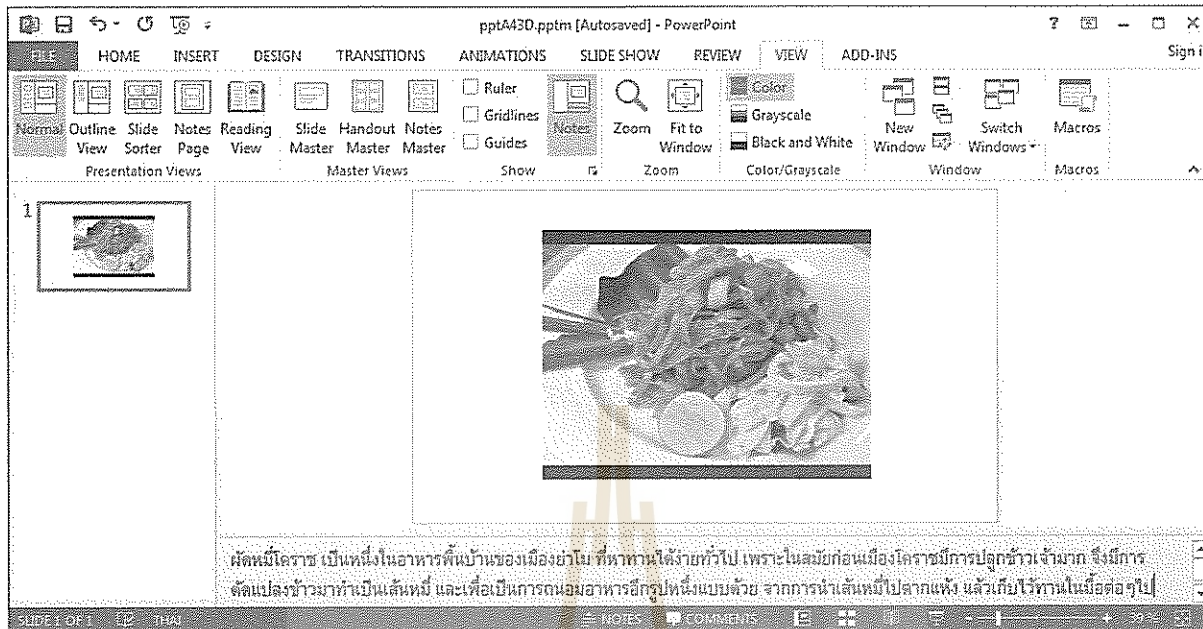 pptA43D.pptm [Autosaved] - PowerPoint
?
FILE HOME INSERT DESIGN TRANSITIONS ANIMATIONS SLIDE SHOW REVIEW VIEW ADD-INS Sign i
Normal Outline View Slide Sorter Notes Page Reading View
Slide Master Handout Master Notes Master
Ruler
Gridlines
Guides
Notes
Zoom Fit to Window
Color
Grayscale
Black and White
New Window Switch Windows
Macros
Presentation Views Master Views Show Zoom Color/Grayscale Window Macros
1
ผัดหมี่โคราช เป็นหนึ่งในอาหารพื้นบ้านของเมืองย่าโม ที่หาทานได้ง่ายทั่วไป เพราะในสมัยก่อนเมืองโคราชมีการปลูกข้าวเจ้ามาก จึงมีการ
ดัดแปลงข้าวมาทำเป็นเส้นหมี่ และเพื่อเป็นการถนอมอาหารอีกรูปหนึ่งแบบด้วย จากการนำเส้นหมี่ไปตากแห้ง แล้วเก็บไว้ทานในมื้อต่อๆไป
SLIDE 1 OF 1 THAI NOTES COMMENTS 39%